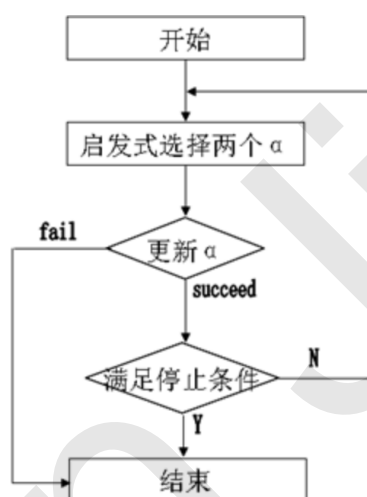 开始
启发式选择两个α
fail
更新α
succeed
满足停止条件
N
Y
结束